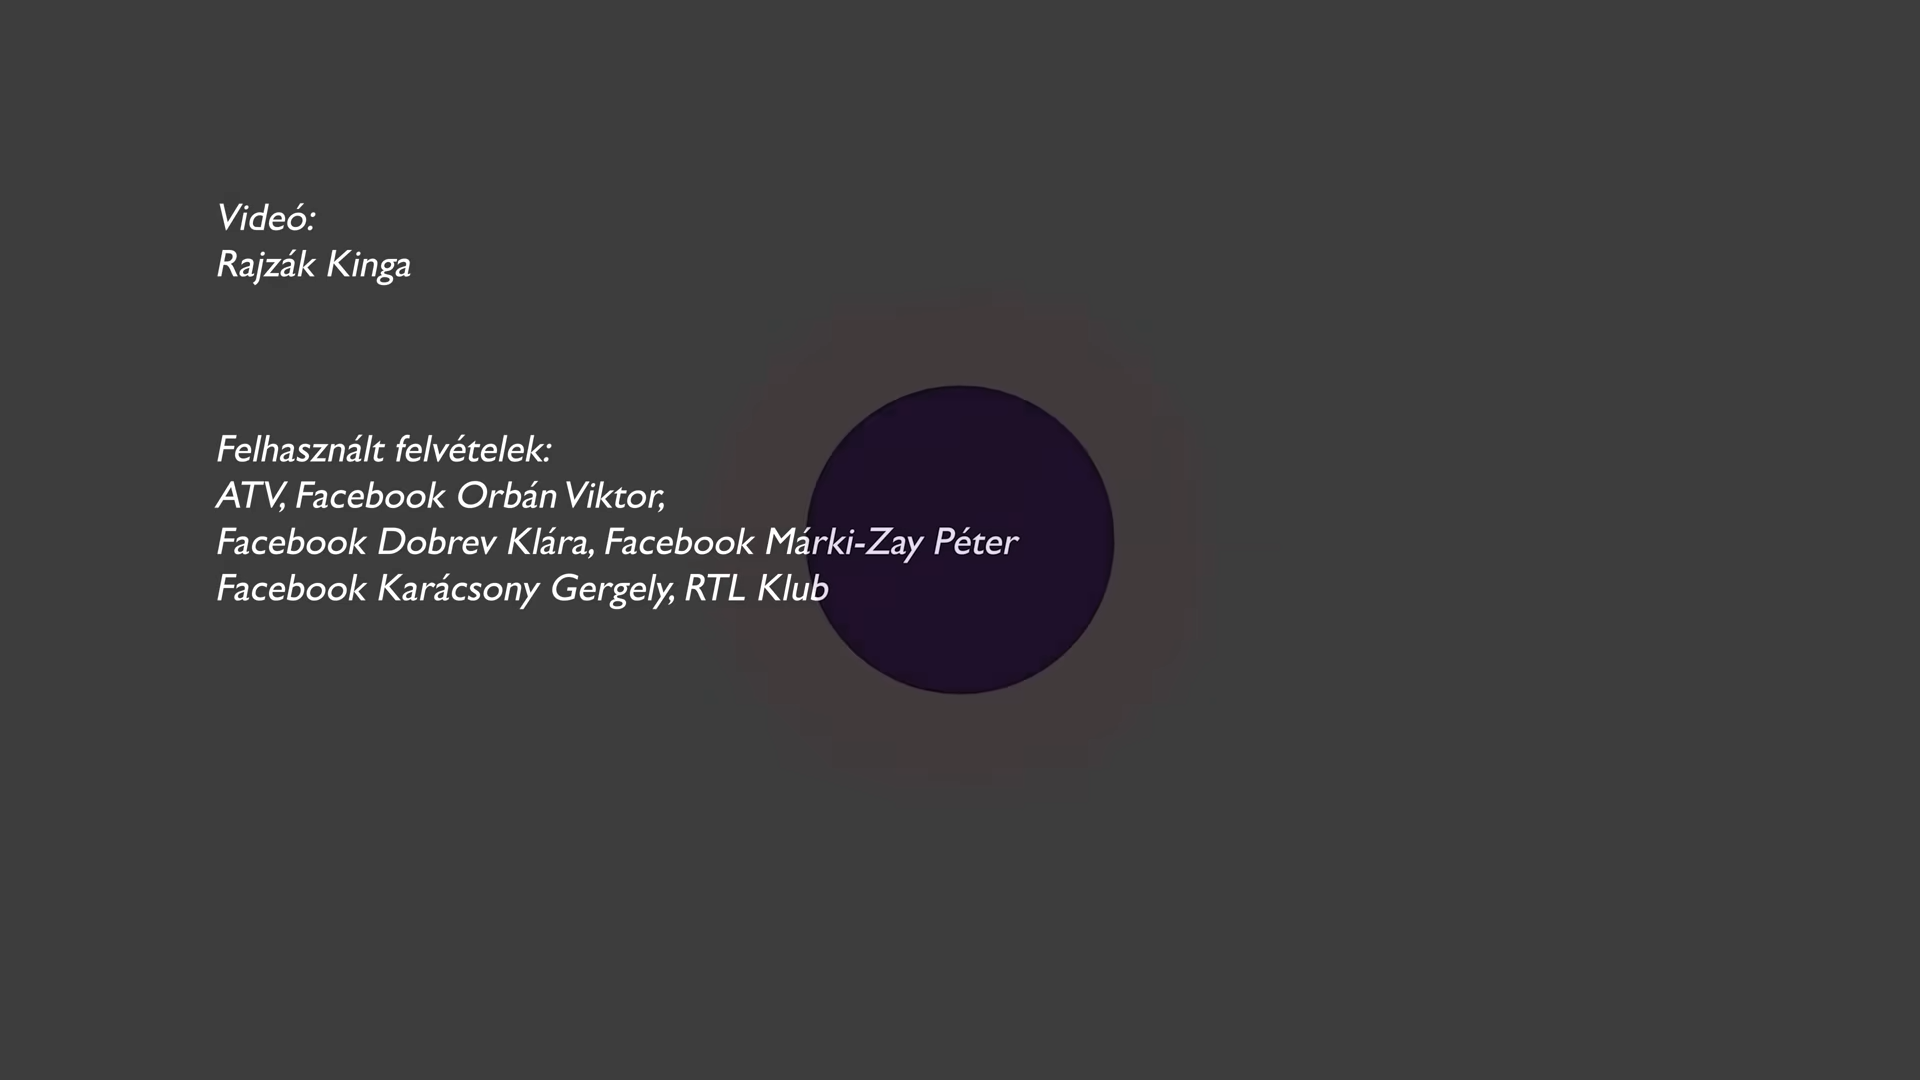 Videó:
Rajzák Kinga
Felhasznált felvételek:
ATV, Facebook Orbán Viktor,
Facebook Dobrev Klára, Facebook Márki-Zay Péter
Facebook Karácsony Gergely, RTL Klub